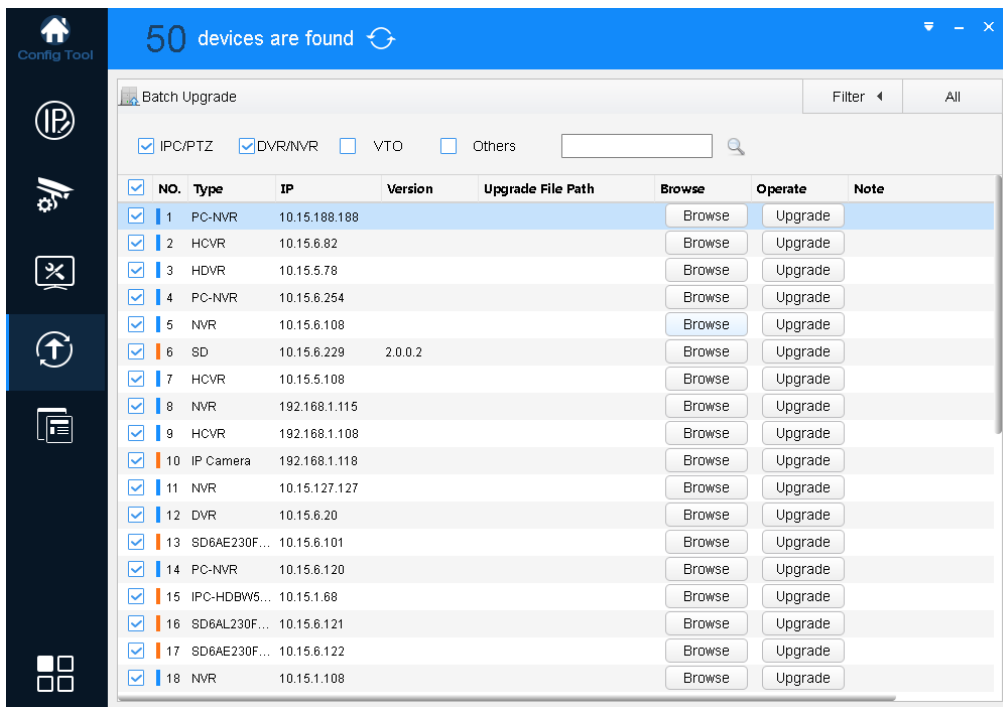 Config Tool
50 devices are found
Batch Upgrade Filter All
IPC/PTZ DVR/NVR VTO Others
NO. Type IP Version Upgrade File Path Browse Operate Note
1 PC-NVR 10.15.188.188 Browse Upgrade
2 HCVR 10.15.6.82 Browse Upgrade
3 HDVR 10.15.5.78 Browse Upgrade
4 PC-NVR 10.15.6.254 Browse Upgrade
5 NVR 10.15.6.108 Browse Upgrade
6 SD 10.15.6.229 2.0.0.2 Browse Upgrade
7 HCVR 10.15.5.108 Browse Upgrade
8 NVR 192.168.1.115 Browse Upgrade
9 HCVR 192.168.1.108 Browse Upgrade
10 IP Camera 192.168.1.118 Browse Upgrade
11 NVR 10.15.127.127 Browse Upgrade
12 DVR 10.15.6.20 Browse Upgrade
13 SD6AE230F... 10.15.6.101 Browse Upgrade
14 PC-NVR 10.15.6.120 Browse Upgrade
15 IPC-HDBW5... 10.15.1.68 Browse Upgrade
16 SD6AL230F... 10.15.6.121 Browse Upgrade
17 SD6AE230F... 10.15.6.122 Browse Upgrade
18 NVR 10.15.1.108 Browse Upgrade
IP